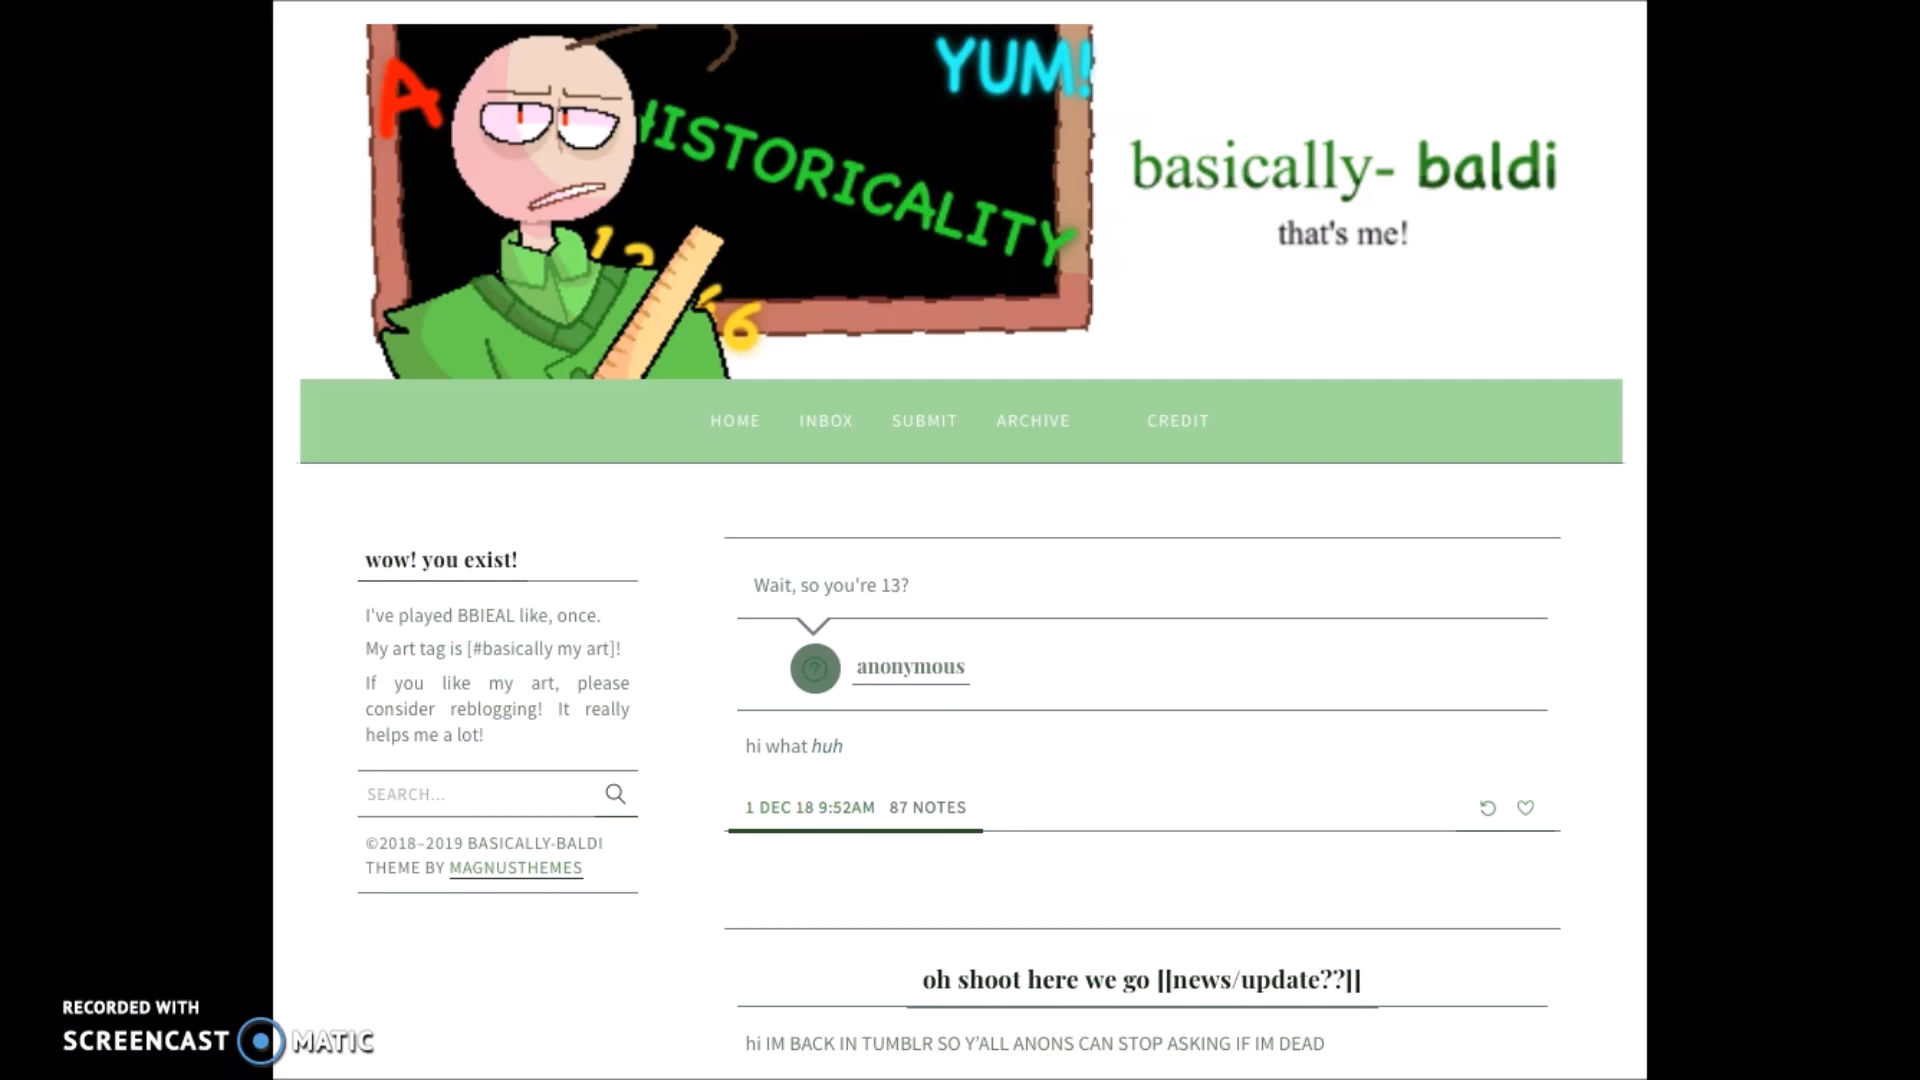 A
YUM!
HISTORICALITY
1 2
6
basically- baldi
that's me!
HOME INBOX SUBMIT ARCHIVE CREDIT
wow! you exist!
I've played BBIEAL like, once.
My art tag is [#basically my art]!
If you like my art, please
consider reblogging! It really
helps me a lot!
SEARCH...
©2018–2019 BASICALLY-BALDI
THEME BY MAGNUSTHEMES
Wait, so you're 13?
anonymous
hi what huh
1 DEC 18 9:52AM 87 NOTES
oh shoot here we go [[news/update??]]
hi IM BACK IN TUMBLR SO Y'ALL ANONS CAN STOP ASKING IF IM DEAD
RECORDED WITH
SCREENCAST MATIC